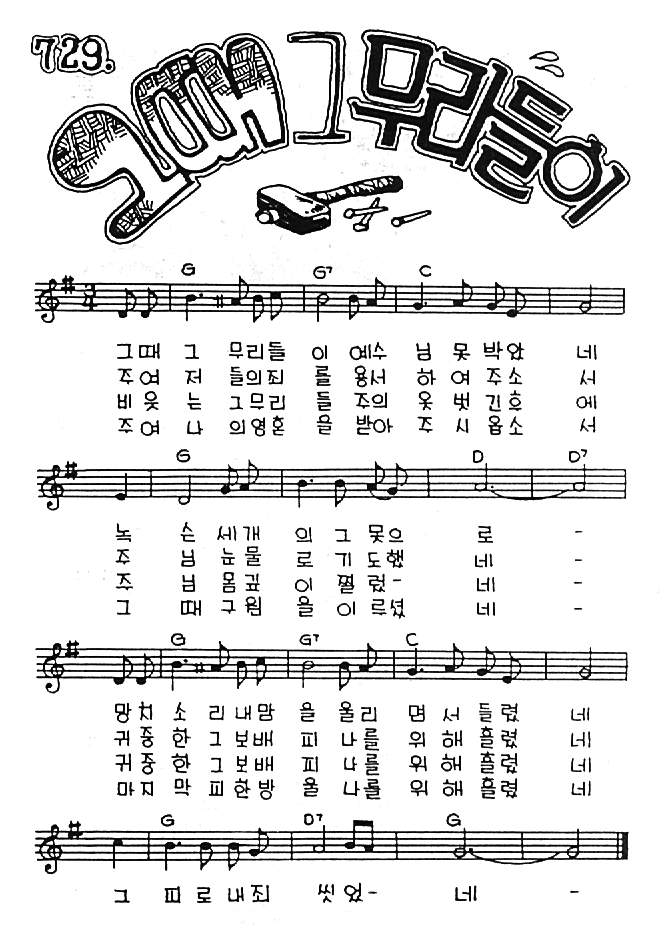 729.
그때 그 무리들이
G G7 C
3/4
그때 그 무리들 이 예수 님 못 박았 네
주여 저 들의죄 를 용서 하 여 주소 서
비웃 는 그무리 들 주의 옷 벗 긴후 에
주여 나 의영혼 을 받아 주 시 옵소 서
G D D7
녹 슨 세개 의 그 못으 로 -
주 님 눈물 로 기 도했 네 -
주 님 몸깊 이 찔 렀- 네 -
그 때 구원 을 이 루셨 네 -
G G7 C
망치 소 리내맘 을 울리 면 서 들렸 네
귀중 한 그보배 피 나를 위 해 흘렸 네
귀중 한 그보배 피 나를 위 해 흘렸 네
마지 막 피한방 울 나를 위 해 흘렸 네
G D7 G
그 피 로 내죄 씻 었- 네 -